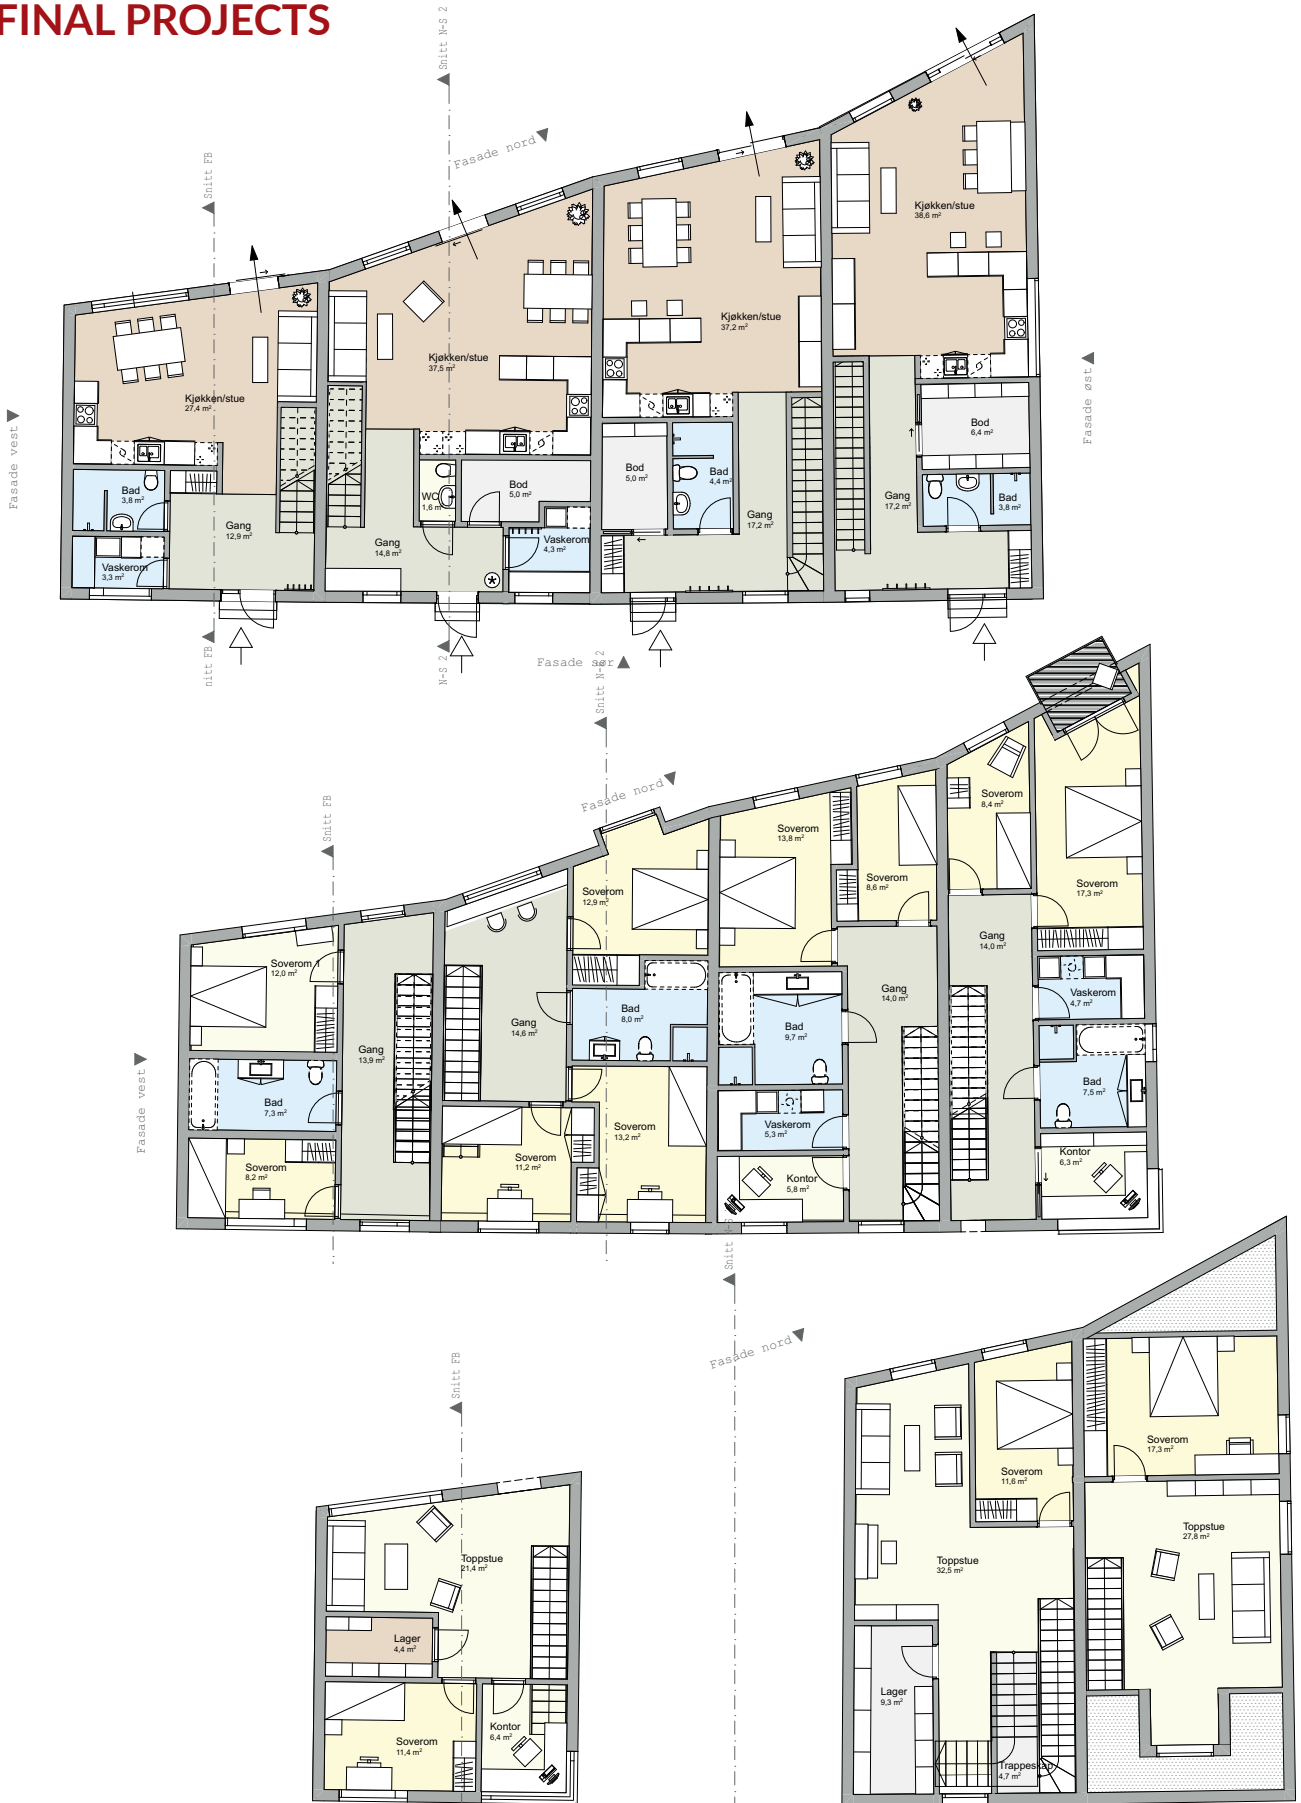 FINAL PROJECTS
Snitt N-S 2
Fasade nord
Snitt FB
Kjøkken/stue
38,6 m²
Kjøkken/stue
37,2 m²
Kjøkken/stue
37,5 m²
Kjøkken/stue
27,4 m²
Fasade vest
Fasade øst
Bad
3,8 m²
Gang
12,9 m²
Vaskerom
3,3 m²
Gang
14,8 m²
WC
1,6 m
Bod
5,0 m²
Vaskerom
4,3 m²
Bod
5,0 m²
Bad
4,4 m²
Gang
17,2 m²
Gang
17,2 m²
Bod
6,4 m²
Bad
3,8 m²
nitt FB
N-S 2
Fasade sør
Snitt N-S 2
Fasade nord
Snitt FB
Fasade vest
Soverom 1
12,0 m²
Bad
7,3 m²
Soverom
8,2 m²
Gang
13,9 m²
Gang
14,6 m²
Soverom
12,9 m²
Bad
8,0 m²
Soverom
11,2 m²
Soverom
13,2 m²
Soverom
13,8 m²
Soverom
8,6 m²
Bad
9,7 m²
Gang
14,0 m²
Vaskerom
5,3 m²
Kontor
5,8 m²
Soverom
8,4 m²
Soverom
17,3 m²
Gang
14,0 m²
Vaskerom
4,7 m²
Bad
7,5 m²
Kontor
6,3 m²
Snitt N-S
Fasade nord
Snitt FB
Toppstue
21,4 m²
Lager
4,4 m²
Soverom
11,4 m²
Kontor
6,4 m²
Soverom
11,6 m²
Toppstue
32,5 m²
Lager
9,3 m²
Trappeskap
4,7 m²
Soverom
17,3 m²
Toppstue
27,8 m²